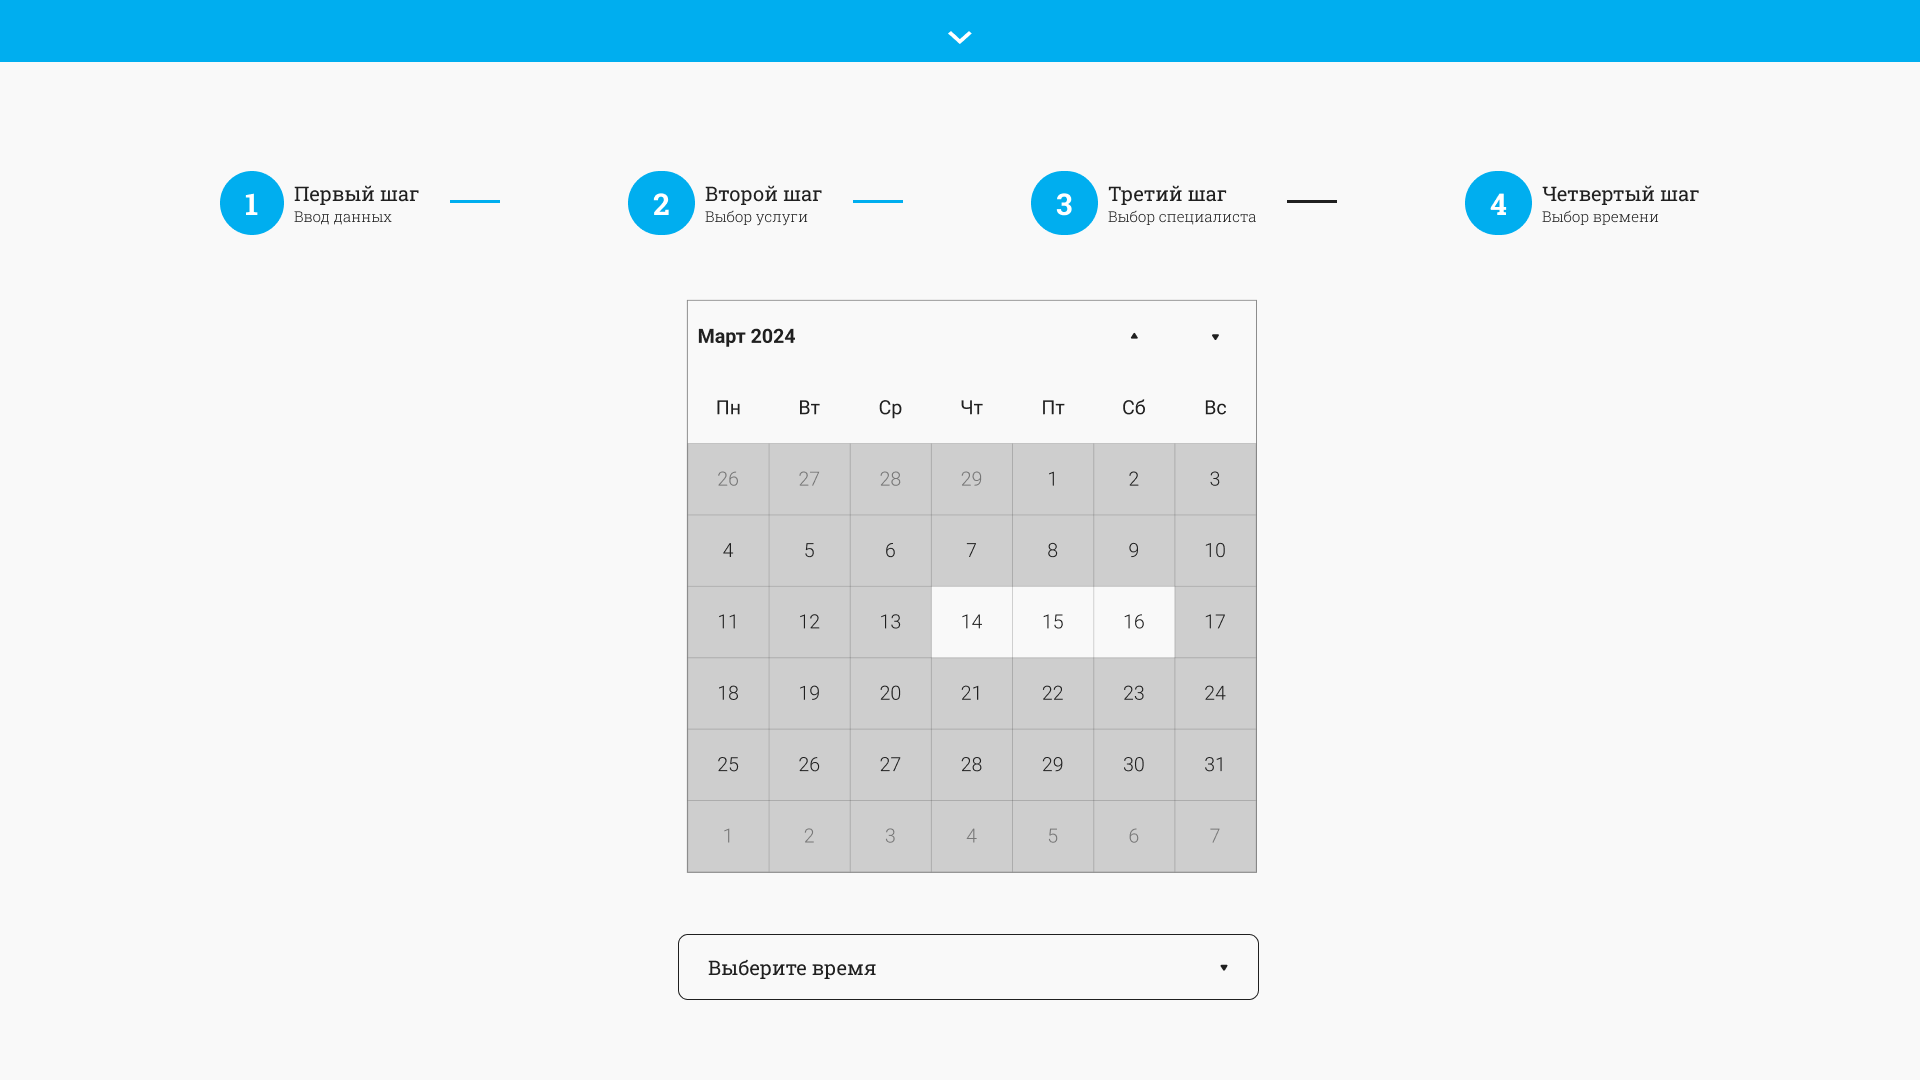 1 Первый шаг
Ввод данных
2 Второй шаг
Выбор услуги
3 Третий шаг
Выбор специалиста
4 Четвертый шаг
Выбор времени
Март 2024
Пн Вт Ср Чт Пт Сб Вс
26 27 28 29 1 2 3
4 5 6 7 8 9 10
11 12 13 14 15 16 17
18 19 20 21 22 23 24
25 26 27 28 29 30 31
1 2 3 4 5 6 7
Выберите время